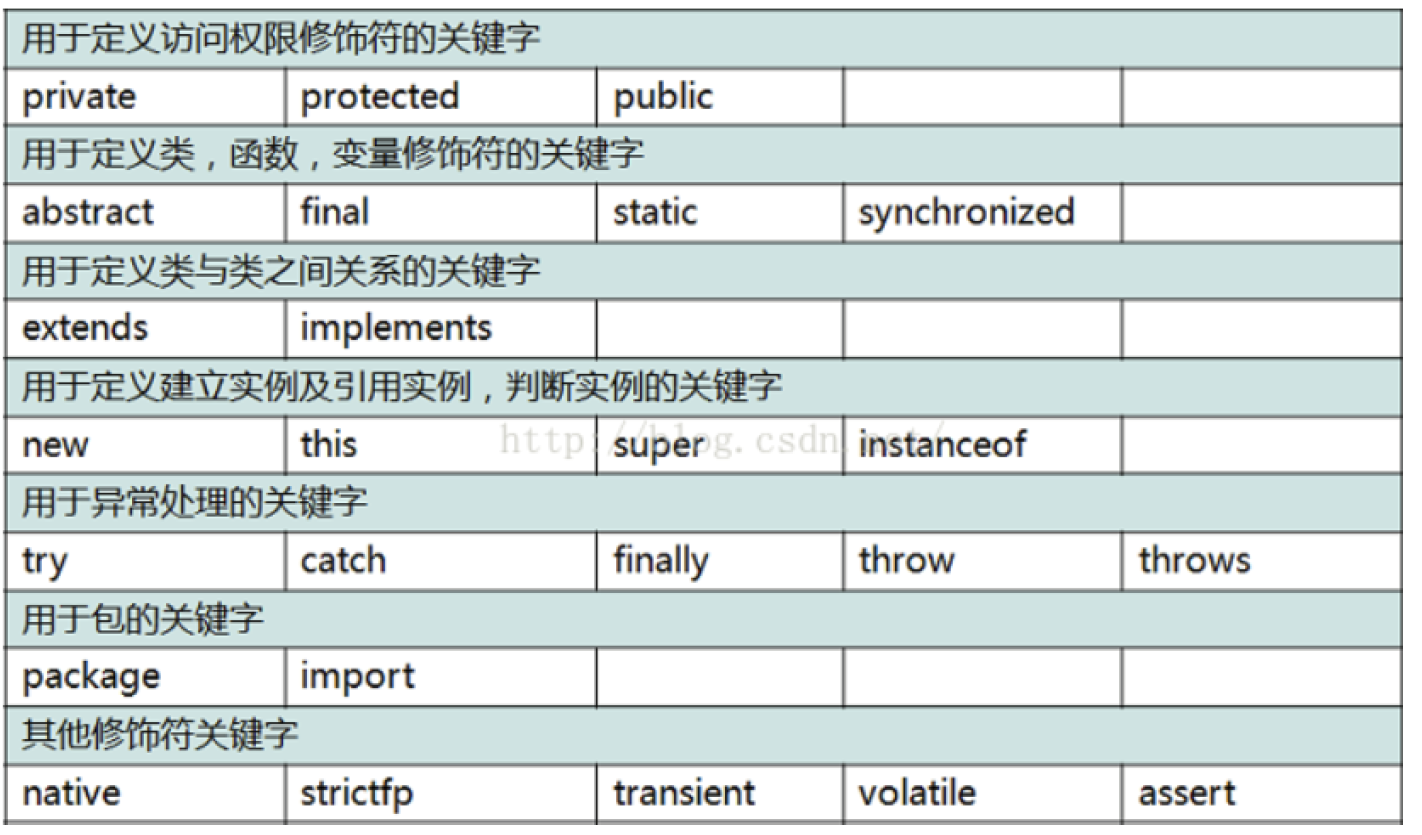 用于定义访问权限修饰符的关键字
private protected public
用于定义类，函数，变量修饰符的关键字
abstract final static synchronized
用于定义类与类之间关系的关键字
extends implements
用于定义建立实例及引用实例，判断实例的关键字
new this super instanceof
http://blog.csdn.net/
用于异常处理的关键字
try catch finally throw throws
用于包的关键字
package import
其他修饰符关键字
native strictfp transient volatile assert